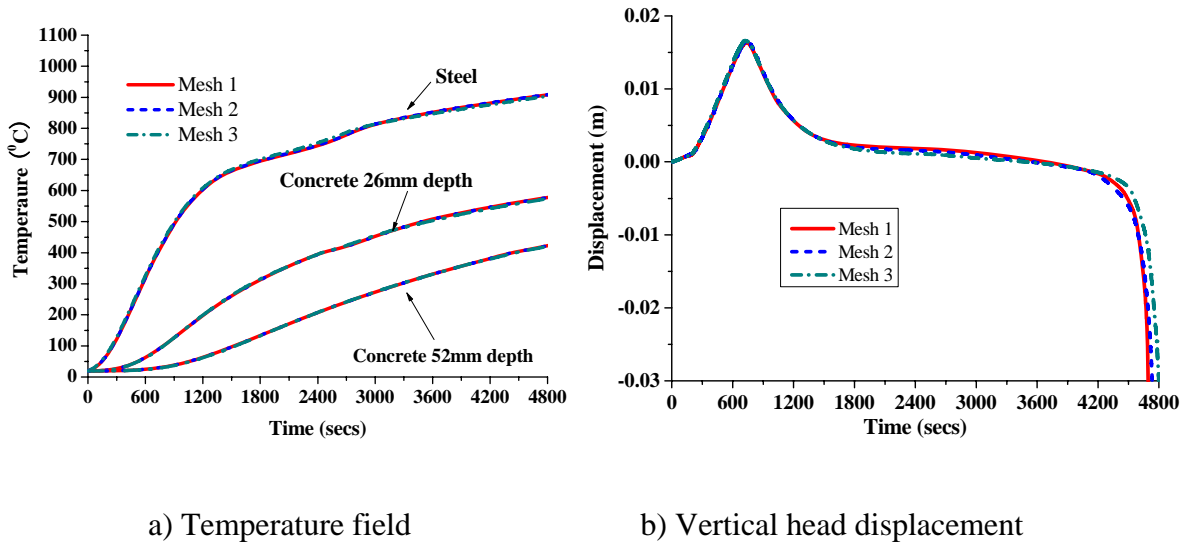 1100
1000
900
800
700
600
500
400
300
200
100
0
Temperaure (⁰C)
Mesh 1
Mesh 2
Mesh 3
Steel
Concrete 26mm depth
Concrete 52mm depth
0 600 1200 1800 2400 3000 3600 4200 4800
Time (secs)
0.02
0.01
0.00
-0.01
-0.02
-0.03
Displacement (m)
Mesh 1
Mesh 2
Mesh 3
0 600 1200 1800 2400 3000 3600 4200 4800
Time (secs)
a) Temperature field
b) Vertical head displacement